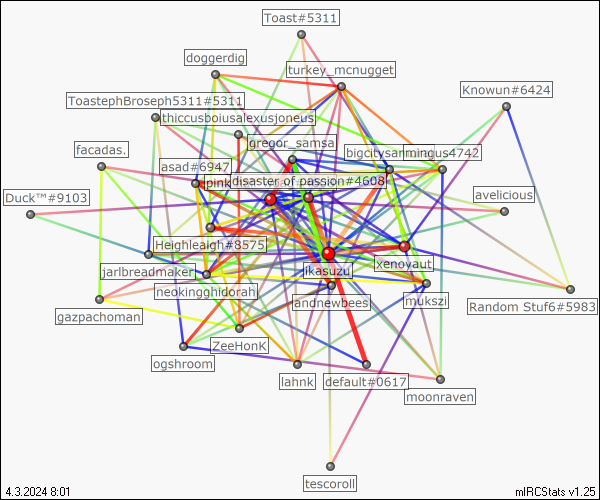 Toast#5311
doggerdig
turkey_mcnugget
Knowun#6424
ToastephBroseph5311#5311
thiccusboiusalexusjoneus
gregor_samsa
facadas.
bigcitysammingus4742
asad#6947
pink
disaster of passion#4608
Duck™#9103
avelicious
Heighleaigh#8575
xenoyaut
ikasuzu
jarlbreadmaker
neokingghidorah
endnewbees
mukszi
Random Stuf6#5983
gazpachoman
ZeeHonK
ogshroom
lahnk
default#0617
moonraven
tescoroll
4.3.2024 8:01
mIRCStats v1.25